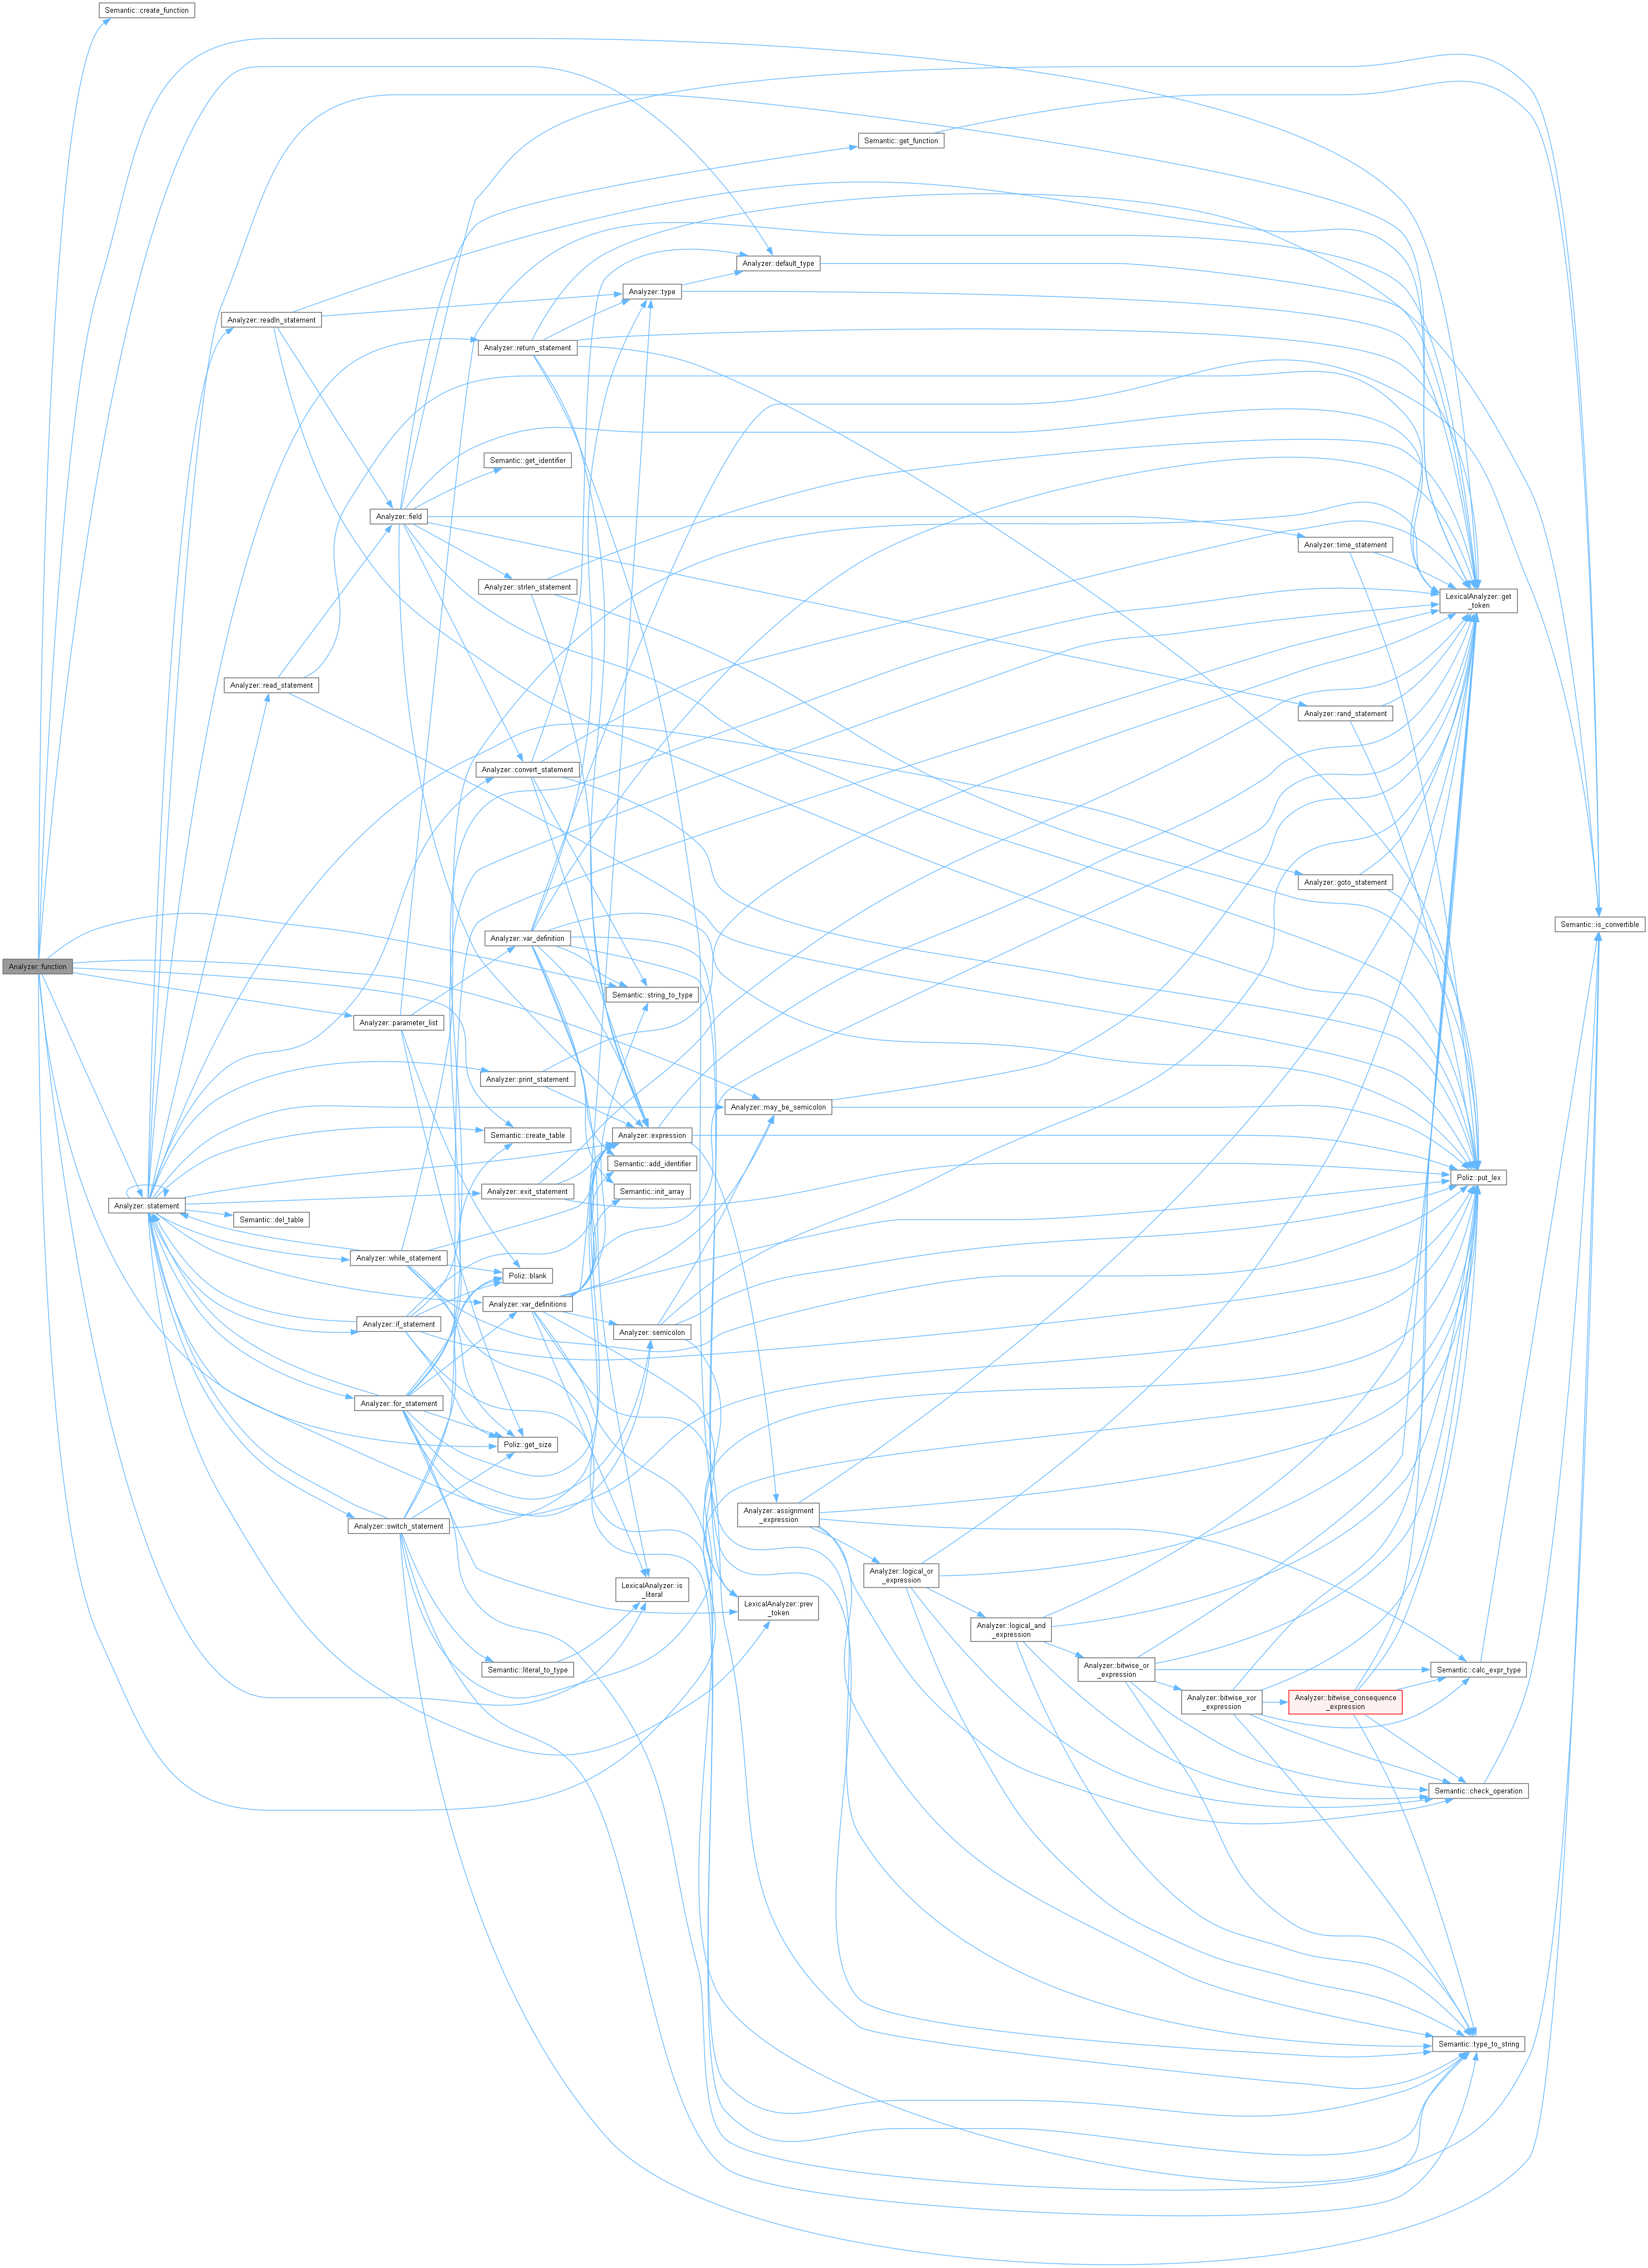 Semantic::create_function
Semantic::get_function
Analyzer::default_type
Analyzer::type
Analyzer::readln_statement
Analyzer::return_statement
Semantic::get_identifier
Analyzer::field
Analyzer::time_statement
Analyzer::strlen_statement
LexicalAnalyzer::get
_token
Analyzer::read_statement
Analyzer::rand_statement
Analyzer::convert_statement
Analyzer::goto_statement
Semantic::is_convertible
Analyzer::var_definition
Analyzer::function
Semantic::string_to_type
Analyzer::parameter_list
Analyzer::print_statement
Analyzer::may_be_semicolon
Semantic::create_table
Analyzer::expression
Semantic::add_identifier
Poliz::put_lex
Analyzer::exit_statement
Semantic::init_array
Analyzer::statement
Semantic::del_table
Analyzer::while_statement
Poliz::blank
Analyzer::var_definitions
Analyzer::if_statement
Analyzer::semicolon
Analyzer::for_statement
Poliz::get_size
Analyzer::assignment
_expression
Analyzer::switch_statement
Analyzer::logical_or
_expression
LexicalAnalyzer::is
_literal
LexicalAnalyzer::prev
_token
Analyzer::logical_and
_expression
Semantic::literal_to_type
Analyzer::bitwise_or
_expression
Semantic::calc_expr_type
Analyzer::bitwise_xor
_expression
Analyzer::bitwise_consequence
_expression
Semantic::check_operation
Semantic::type_to_string